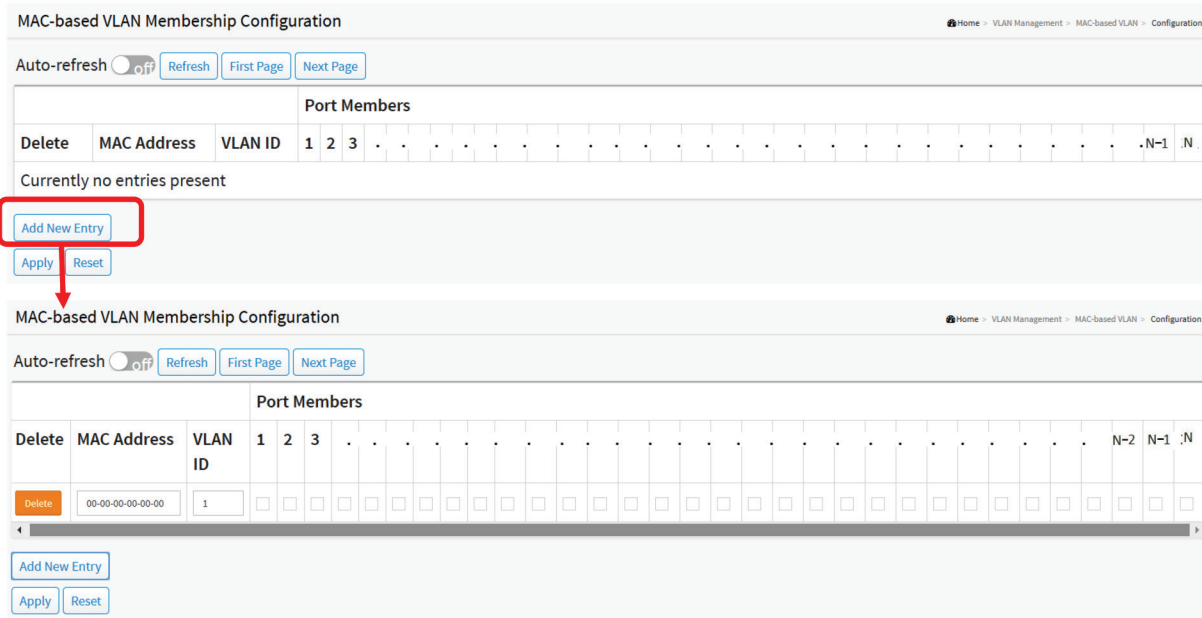 MAC-based VLAN Membership Configuration Home > VLAN Management > MAC-based VLAN > Configuration
Auto-refresh off Refresh First Page Next Page
Port Members
Delete MAC Address VLAN ID 1 2 3 . . . . . . . . . . . . . . . . . . . . . . . . . . N-1 :N
Currently no entries present
Add New Entry
Apply Reset
MAC-based VLAN Membership Configuration Home > VLAN Management > MAC-based VLAN > Configuration
Auto-refresh off Refresh First Page Next Page
Port Members
Delete MAC Address VLAN ID 1 2 3 . . . . . . . . . . . . . . . . . . . . . . . . . N-2 N-1 :N
Delete 00-00-00-00-00-00 1
Add New Entry
Apply Reset